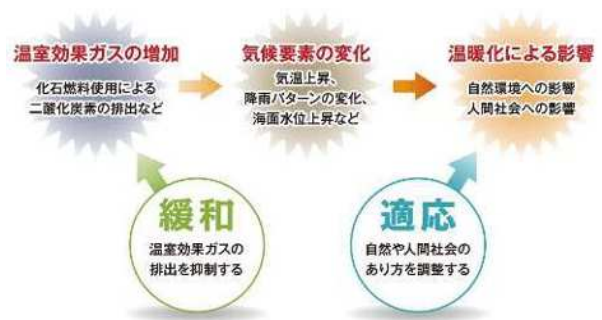 温室効果ガスの増加
化石燃料使用による
二酸化炭素の排出など
気候要素の変化
気温上昇、
降雨パターンの変化、
海面水位上昇など
温暖化による影響
自然環境への影響
人間社会への影響
緩和
温室効果ガスの
排出を抑制する
適応
自然や人間社会の
あり方を調整する